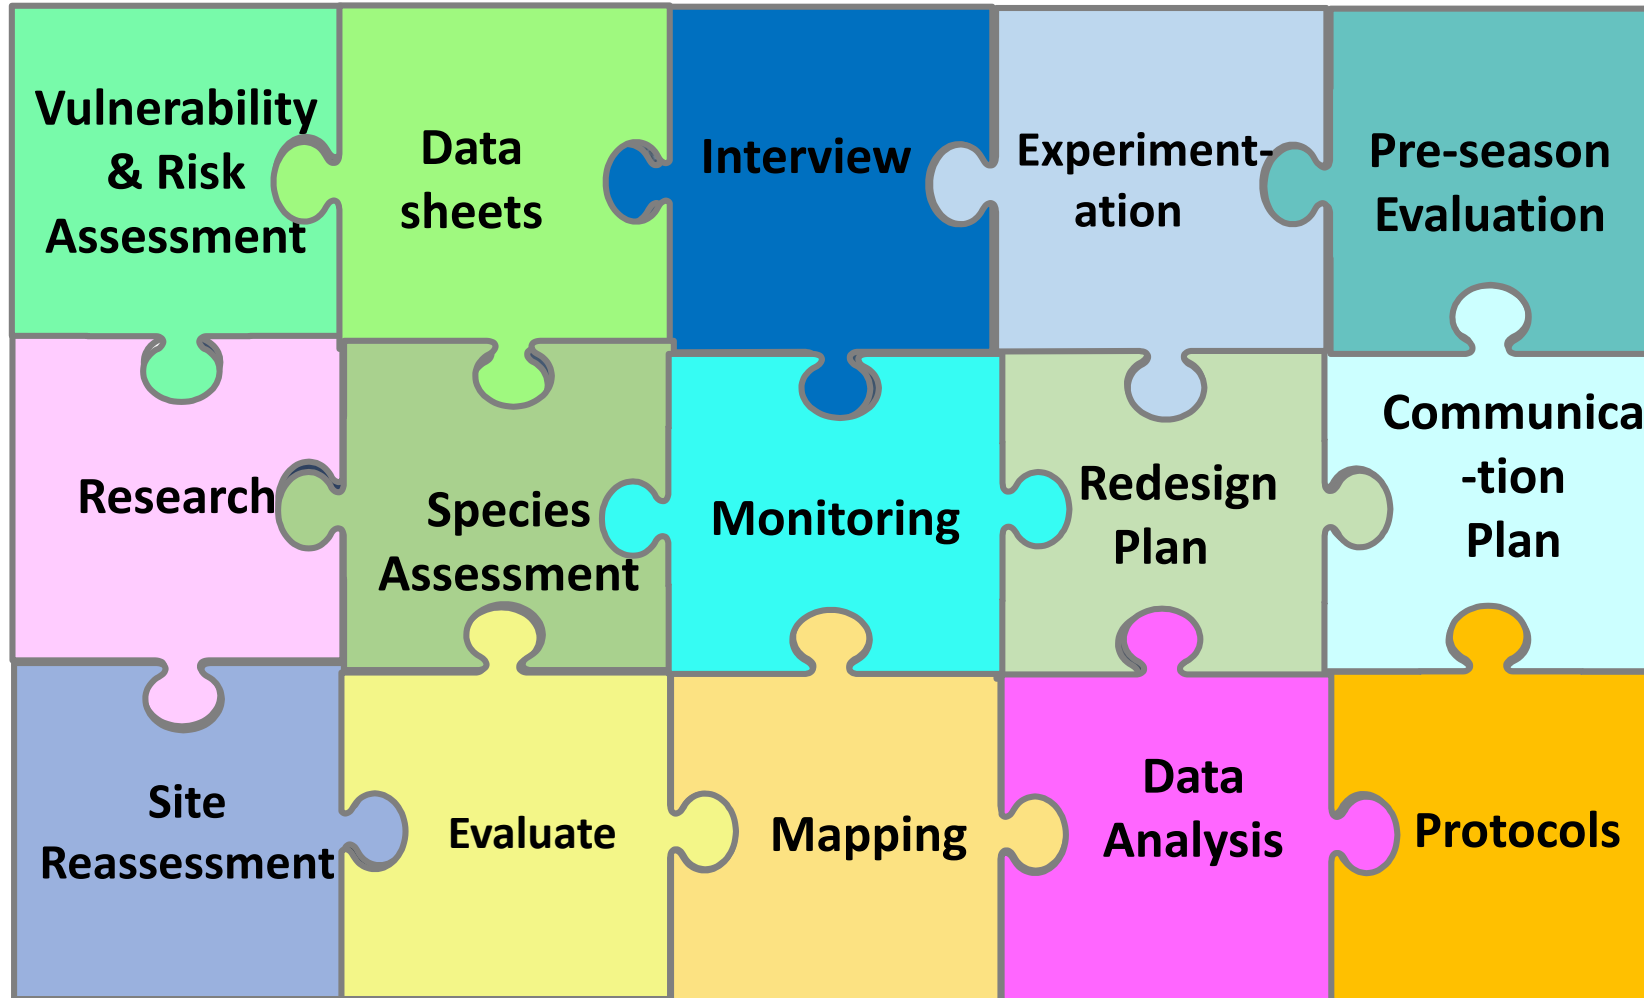 Vulnerability
& Risk
Assessment
Data
sheets
Interview
Experiment-
ation
Pre-season
Evaluation
Research
Species
Assessment
Monitoring
Redesign
Plan
Communica
-tion
Plan
Site
Reassessment
Evaluate
Mapping
Data
Analysis
Protocols